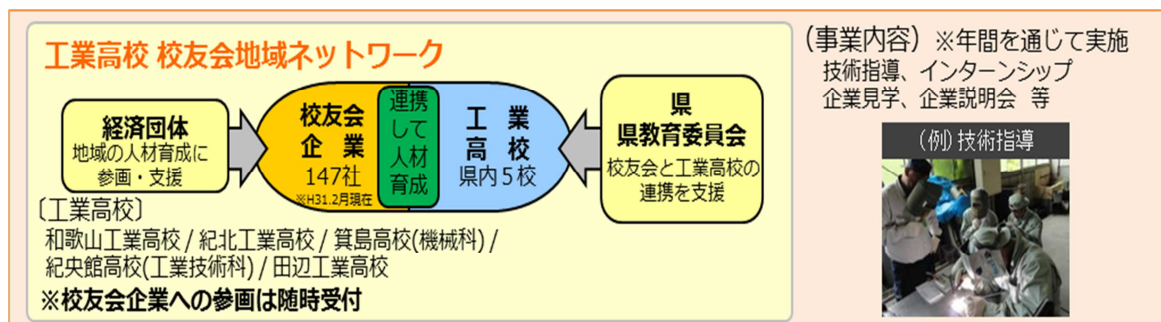 工業高校 校友会地域ネットワーク
経済団体
地域の人材育成に
参画・支援
校友会
企業
147社
※H31.2月現在
連携
して
人材
育成
工業
高校
県内5校
県
県教育委員会
校友会と工業高校の
連携を支援
〔工業高校〕
和歌山工業高校 / 紀北工業高校 / 箕島高校(機械科) /
紀央館高校(工業技術科) / 田辺工業高校
※校友会企業への参画は随時受付
(事業内容) ※年間を通じて実施
技術指導、インターンシップ
企業見学、企業説明会 等
(例) 技術指導